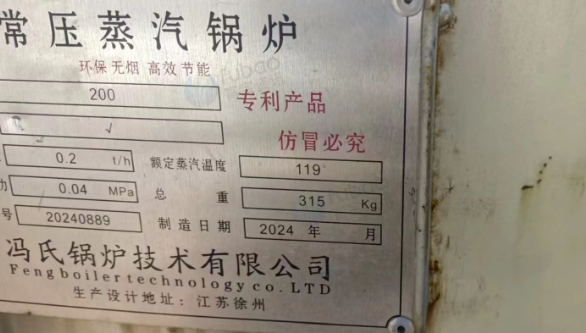 常压蒸汽锅炉
环保无烟 高效节能
200 专利产品
√ 仿冒必究
0.2 t/h 额定蒸汽温度 119
力 0.04 MPa 总 重 315 Kg
号 20240889 制造日期 2024 年 月
冯氏锅炉技术有限公司
Fengboilertechnologyco.LTD
生产设计地址：江苏徐州
fubao